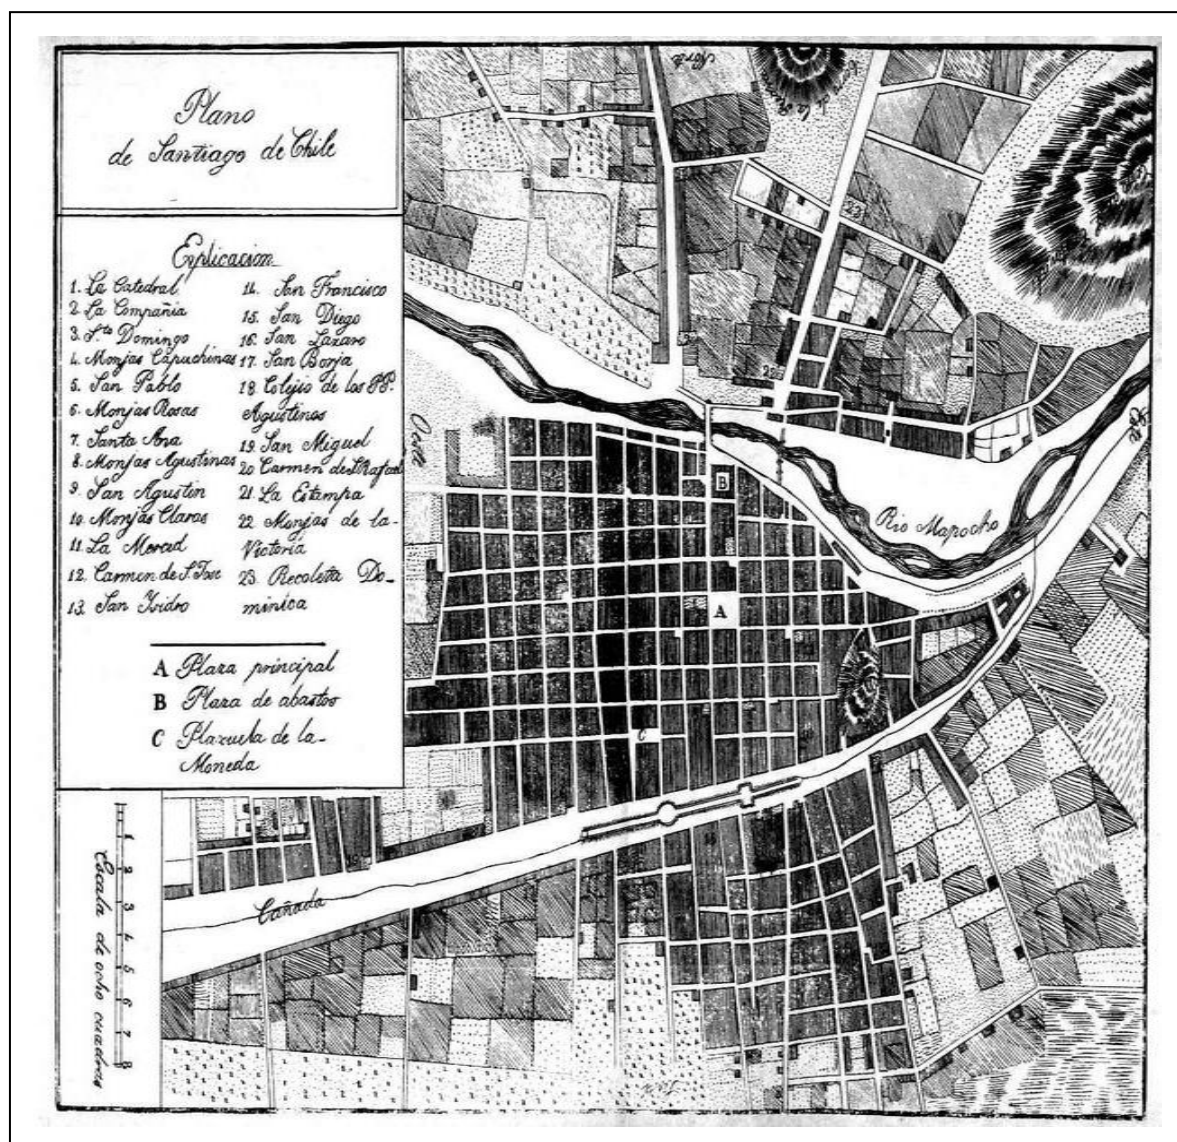 Plano
de Santiago de Chile
Explicacion
1. La Catedral
2. La Compañia
3. Sto Domingo
4. Monjas Capuchinas
5. San Pablo
6. Monjas Rosas
7. Santa Ana
8. Monjas Agustinas
9. San Agustin
10. Monjas Claras
11. La Merced
12. Carmen de S. Jose
13. San Ysidro
14. San Francisco
15. San Diego
16. San Lazaro
17. San Borja
18 Colejio de los PP.
Agustinos
19. San Miguel
20 Carmen de S. Rafael
21. La Estampa
22 Monjas de la-
Victoria
23. Recoleta Do-
minica
A Plaza principal
B Plaza de abastos
C Plazuela de la-
Moneda
Escala de ocho cuadras
1
2
3
4
5
6
7
8
Norte
23
22
Rio Mapocho
B
A
C
Cañada